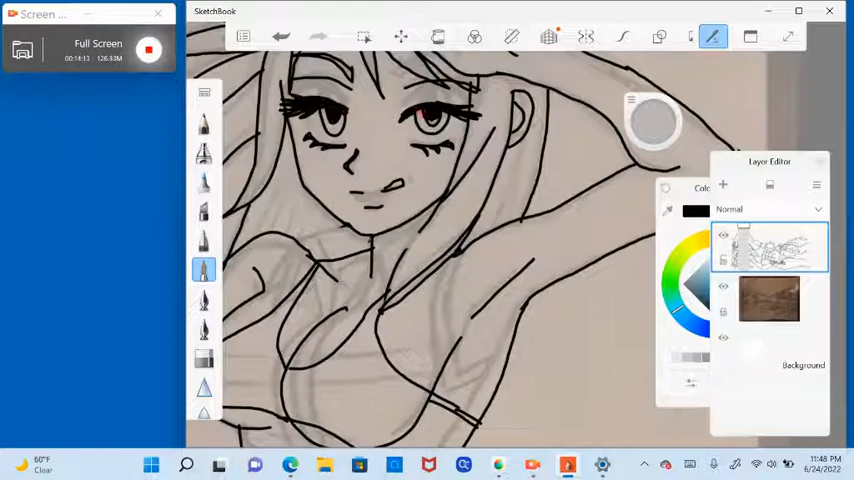 Screen ...
SketchBook
Full Screen
00:14:13 | 126.83M
Layer Editor
Colo
Normal
Background
60°F
Clear
11:48 PM
6/24/2022